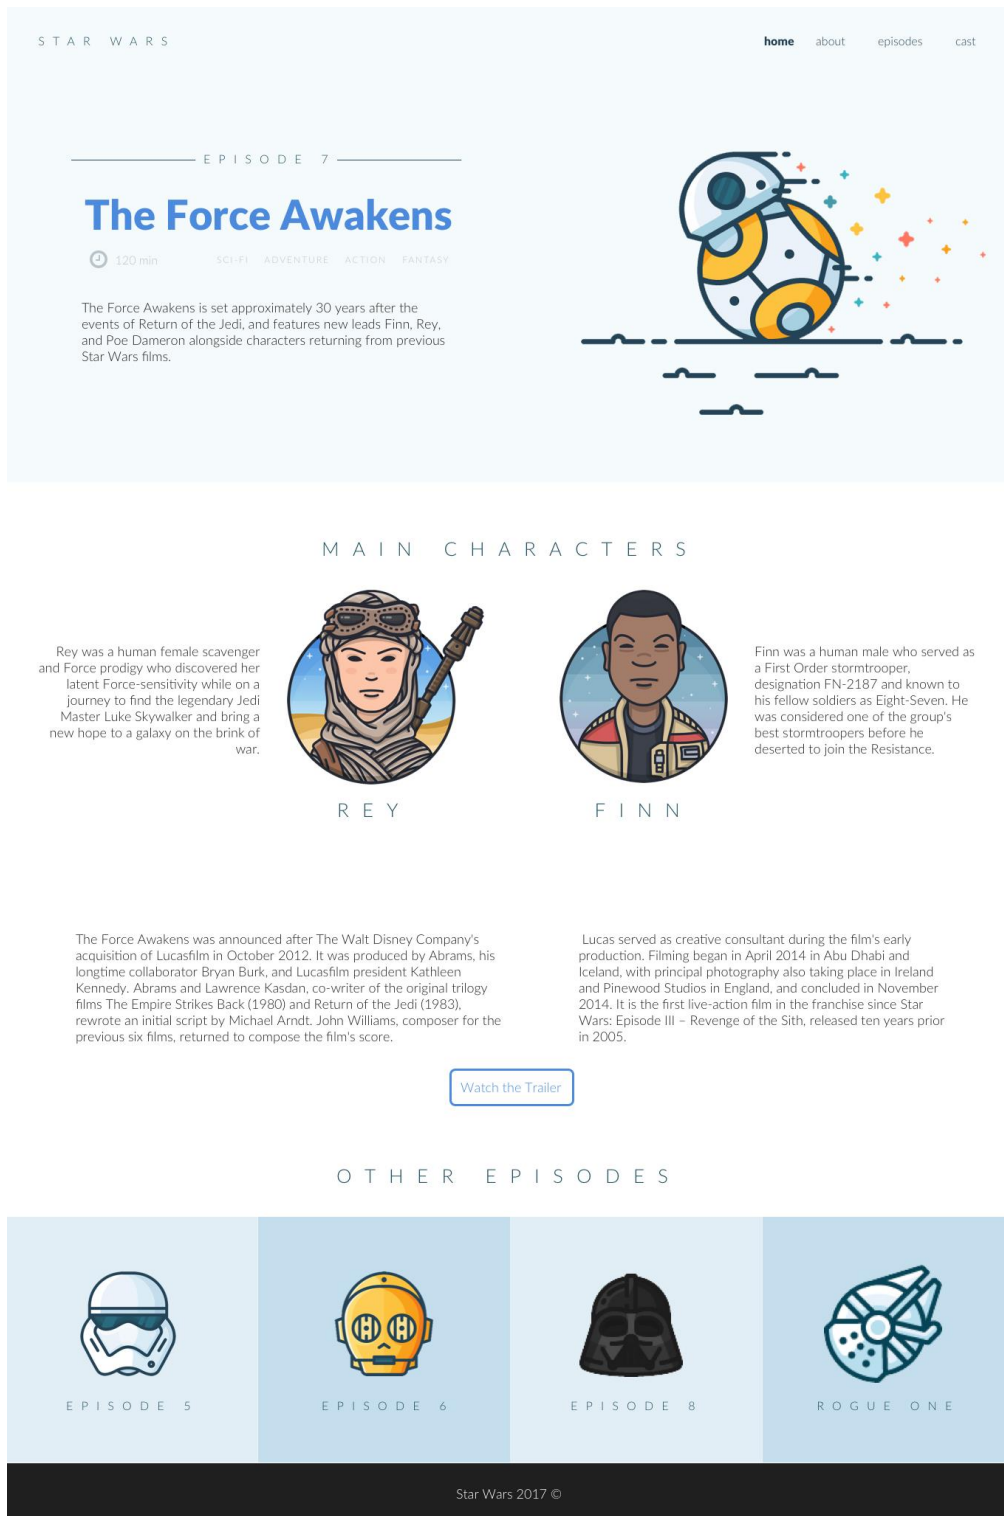 STAR WARS
home about episodes cast
EPISODE 7
The Force Awakens
120 min SCI-FI ADVENTURE ACTION FANTASY
The Force Awakens is set approximately 30 years after the
events of Return of the Jedi, and features new leads Finn, Rey,
and Poe Dameron alongside characters returning from previous
Star Wars films.
MAIN CHARACTERS
Rey was a human female scavenger
and Force prodigy who discovered her
latent Force-sensitivity while on a
journey to find the legendary Jedi
Master Luke Skywalker and bring a
new hope to a galaxy on the brink of
war.
REY
Finn was a human male who served as
a First Order stormtrooper,
designation FN-2187 and known to
his fellow soldiers as Eight-Seven. He
was considered one of the group's
best stormtroopers before he
deserted to join the Resistance.
FINN
The Force Awakens was announced after The Walt Disney Company's
acquisition of Lucasfilm in October 2012. It was produced by Abrams, his
longtime collaborator Bryan Burk, and Lucasfilm president Kathleen
Kennedy. Abrams and Lawrence Kasdan, co-writer of the original trilogy
films The Empire Strikes Back (1980) and Return of the Jedi (1983),
rewrote an initial script by Michael Arndt. John Williams, composer for the
previous six films, returned to compose the film's score.
Lucas served as creative consultant during the film's early
production. Filming began in April 2014 in Abu Dhabi and
Iceland, with principal photography also taking place in Ireland
and Pinewood Studios in England, and concluded in November
2014. It is the first live-action film in the franchise since Star
Wars: Episode III – Revenge of the Sith, released ten years prior
in 2005.
Watch the Trailer
OTHER EPISODES
EPISODE 5
EPISODE 6
EPISODE 8
ROGUE ONE
Star Wars 2017 ©